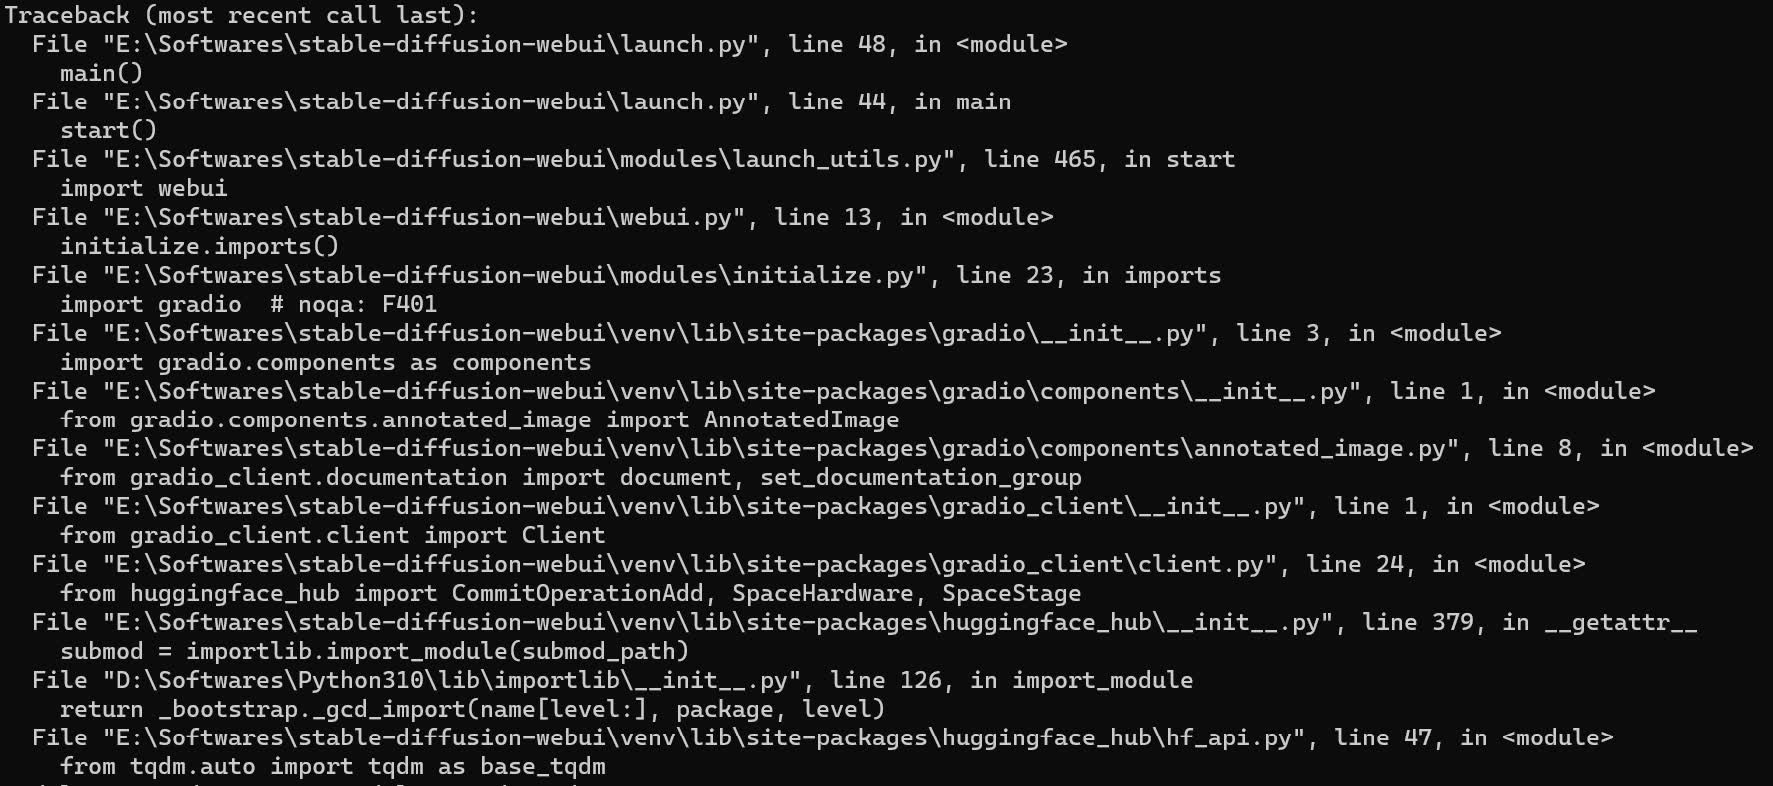 Traceback (most recent call last):
  File "E:\Softwares\stable-diffusion-webui\launch.py", line 48, in <module>
    main()
  File "E:\Softwares\stable-diffusion-webui\launch.py", line 44, in main
    start()
  File "E:\Softwares\stable-diffusion-webui\modules\launch_utils.py", line 465, in start
    import webui
  File "E:\Softwares\stable-diffusion-webui\webui.py", line 13, in <module>
    initialize.imports()
  File "E:\Softwares\stable-diffusion-webui\modules\initialize.py", line 23, in imports
    import gradio  # noqa: F401
  File "E:\Softwares\stable-diffusion-webui\venv\lib\site-packages\gradio\__init__.py", line 3, in <module>
    import gradio.components as components
  File "E:\Softwares\stable-diffusion-webui\venv\lib\site-packages\gradio\components\__init__.py", line 1, in <module>
    from gradio.components.annotated_image import AnnotatedImage
  File "E:\Softwares\stable-diffusion-webui\venv\lib\site-packages\gradio\components\annotated_image.py", line 8, in <module>
    from gradio_client.documentation import document, set_documentation_group
  File "E:\Softwares\stable-diffusion-webui\venv\lib\site-packages\gradio_client\__init__.py", line 1, in <module>
    from gradio_client.client import Client
  File "E:\Softwares\stable-diffusion-webui\venv\lib\site-packages\gradio_client\client.py", line 24, in <module>
    from huggingface_hub import CommitOperationAdd, SpaceHardware, SpaceStage
  File "E:\Softwares\stable-diffusion-webui\venv\lib\site-packages\huggingface_hub\__init__.py", line 379, in __getattr__
    submod = importlib.import_module(submod_path)
  File "D:\Softwares\Python310\lib\importlib\__init__.py", line 126, in import_module
    return _bootstrap._gcd_import(name[level:], package, level)
  File "E:\Softwares\stable-diffusion-webui\venv\lib\site-packages\huggingface_hub\hf_api.py", line 47, in <module>
    from tqdm.auto import tqdm as base_tqdm